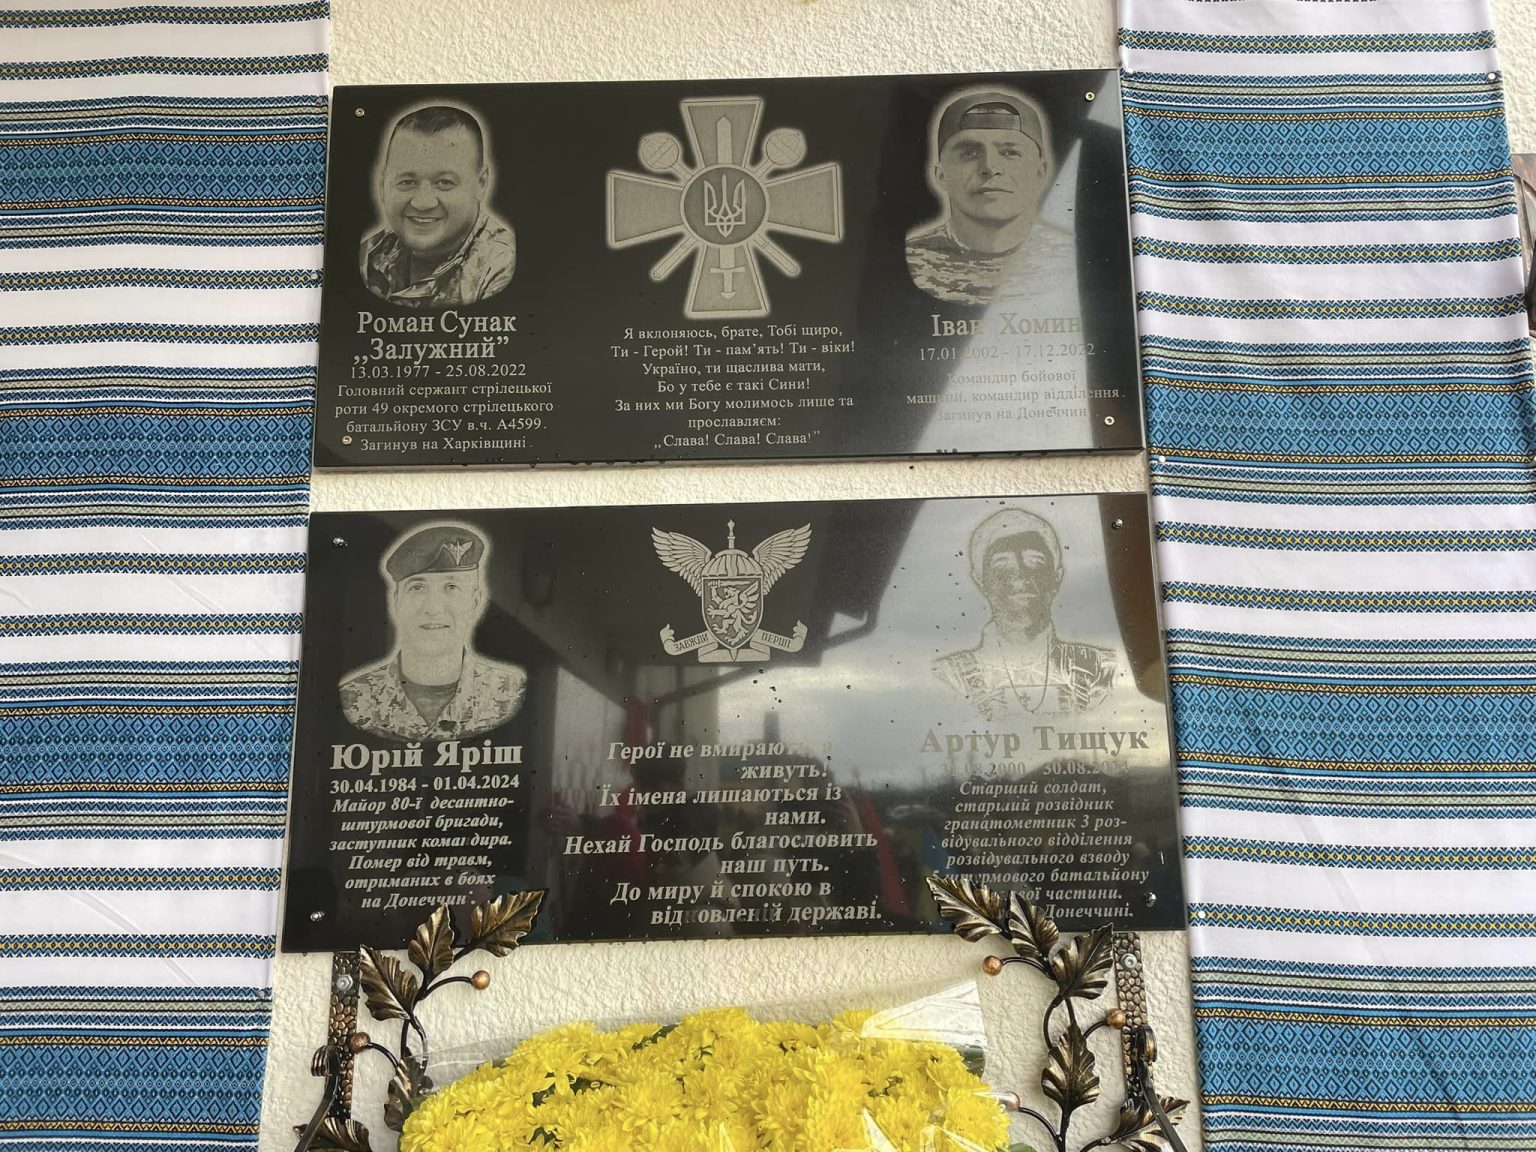 Роман Сунак
„Залужний”
13.03.1977 - 25.08.2022
Головний сержант стрілецької
роти 49 окремого стрілецького
батальйону ЗСУ в.ч. А4599.
Загинув на Харківщині.
Я вклоняюсь, брате, Тобі щиро,
Ти - Герой! Ти - пам’ять! Ти - віки!
Україно, ти щаслива мати,
Бо у тебе є такі Сини!
За них ми Богу молимось лише та
прославляєм:
„Слава! Слава! Слава!”
Іван Хомин
17.01.2002 - 17.12.2022
Командир бойової
машини, командир відділення.
Загинув на Донеччині
Юрій Яріш
30.04.1984 - 01.04.2024
Майор 80-ї десантно-
штурмової бригади,
заступник командира.
Помер від травм,
отриманих в боях
на Донеччині.
ЗАВЖДИ ПЕРШІ
Герої не вмирають, а
живуть!
Їх імена лишаються із
нами.
Нехай Господь благословить
наш путь.
До миру й спокою в
відновленій державі.
Артур Тищук
Старший солдат,
старший розвідник
гранатометник 3 роз-
відувального відділення
розвідувального взводу
5 штурмового батальйону
частини.
Донеччині.